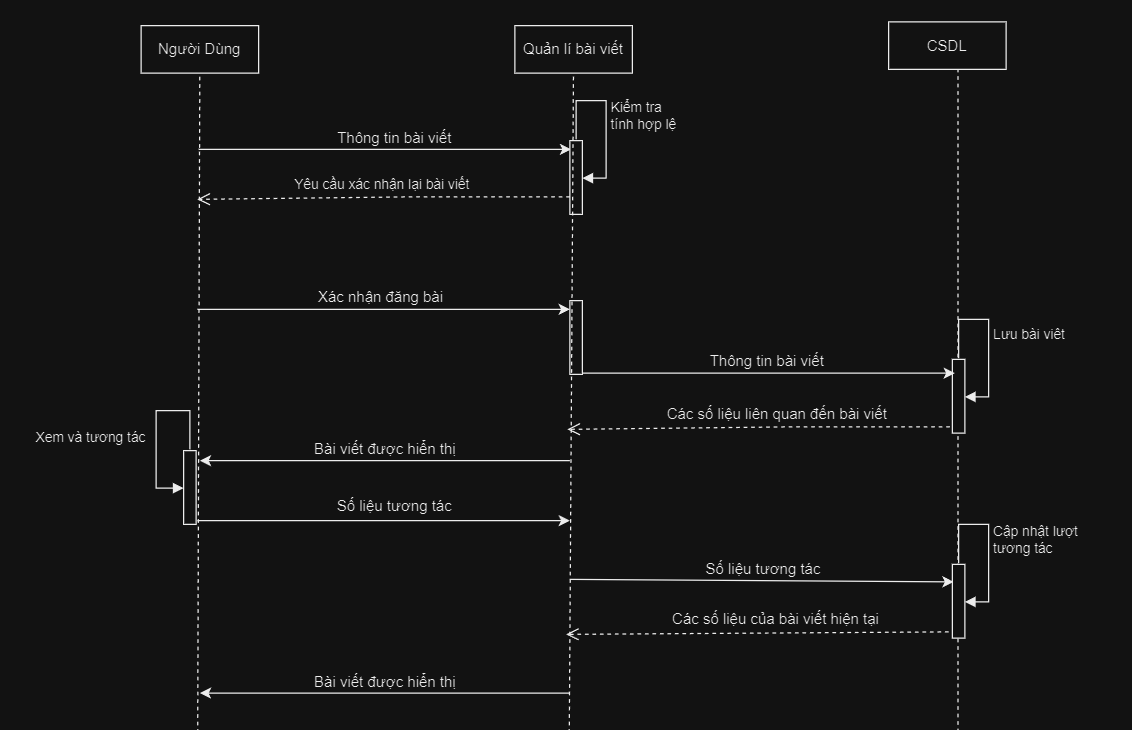 Người Dùng
Quản lí bài viết
CSDL
Kiểm tra
tính hợp lệ
Thông tin bài viết
Yêu cầu xác nhận lại bài viết
Xác nhận đăng bài
Lưu bài viêt
Thông tin bài viết
Các số liệu liên quan đến bài viết
Xem và tương tác
Bài viết được hiển thị
Số liệu tương tác
Cập nhật lượt
tương tác
Số liệu tương tác
Các số liệu của bài viết hiện tại
Bài viết được hiển thị